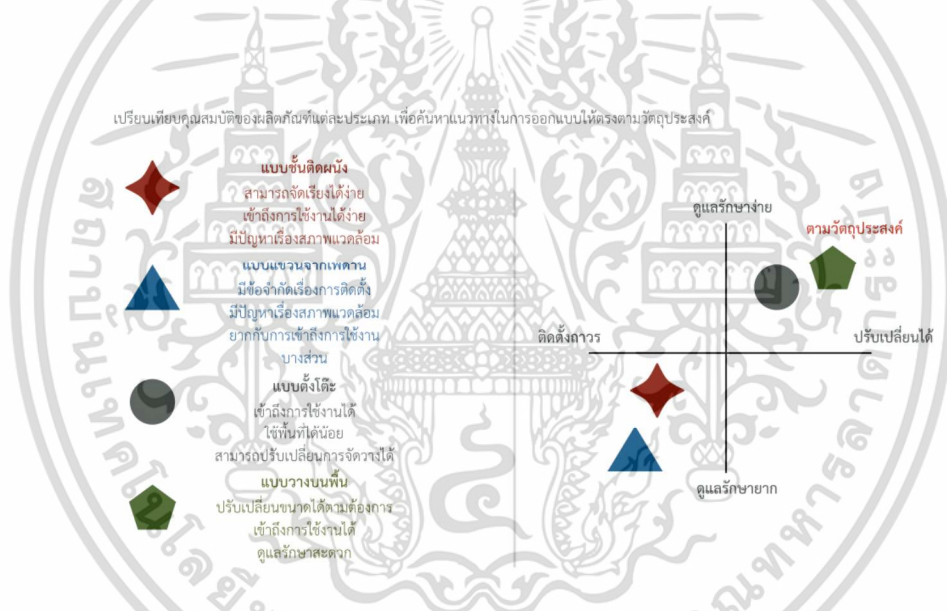 เปรียบเทียบคุณสมบัติของผลิตภัณฑ์แต่ละประเภท เพื่อค้นหาแนวทางในการออกแบบให้ตรงตามวัตถุประสงค์
แบบชั้นติดผนัง
สามารถจัดเรียงได้ง่าย
เข้าถึงการใช้งานได้ง่าย
มีปัญหาเรื่องสภาพแวดล้อม
แบบแขวนจากเพดาน
มีข้อจำกัดเรื่องการติดตั้ง
มีปัญหาเรื่องสภาพแวดล้อม
ยากกับการเข้าถึงการใช้งาน
บางส่วน
แบบตั้งโต๊ะ
เข้าถึงการใช้งานได้
ใช้พื้นที่ได้น้อย
สามารถปรับเปลี่ยนการจัดวางได้
แบบวางบนพื้น
ปรับเปลี่ยนขนาดได้ตามต้องการ
เข้าถึงการใช้งานได้
ดูแลรักษาสะดวก
ดูแลรักษาง่าย
ตามวัตถุประสงค์
ติดตั้งถาวร
ปรับเปลี่ยนได้
ดูแลรักษายาก